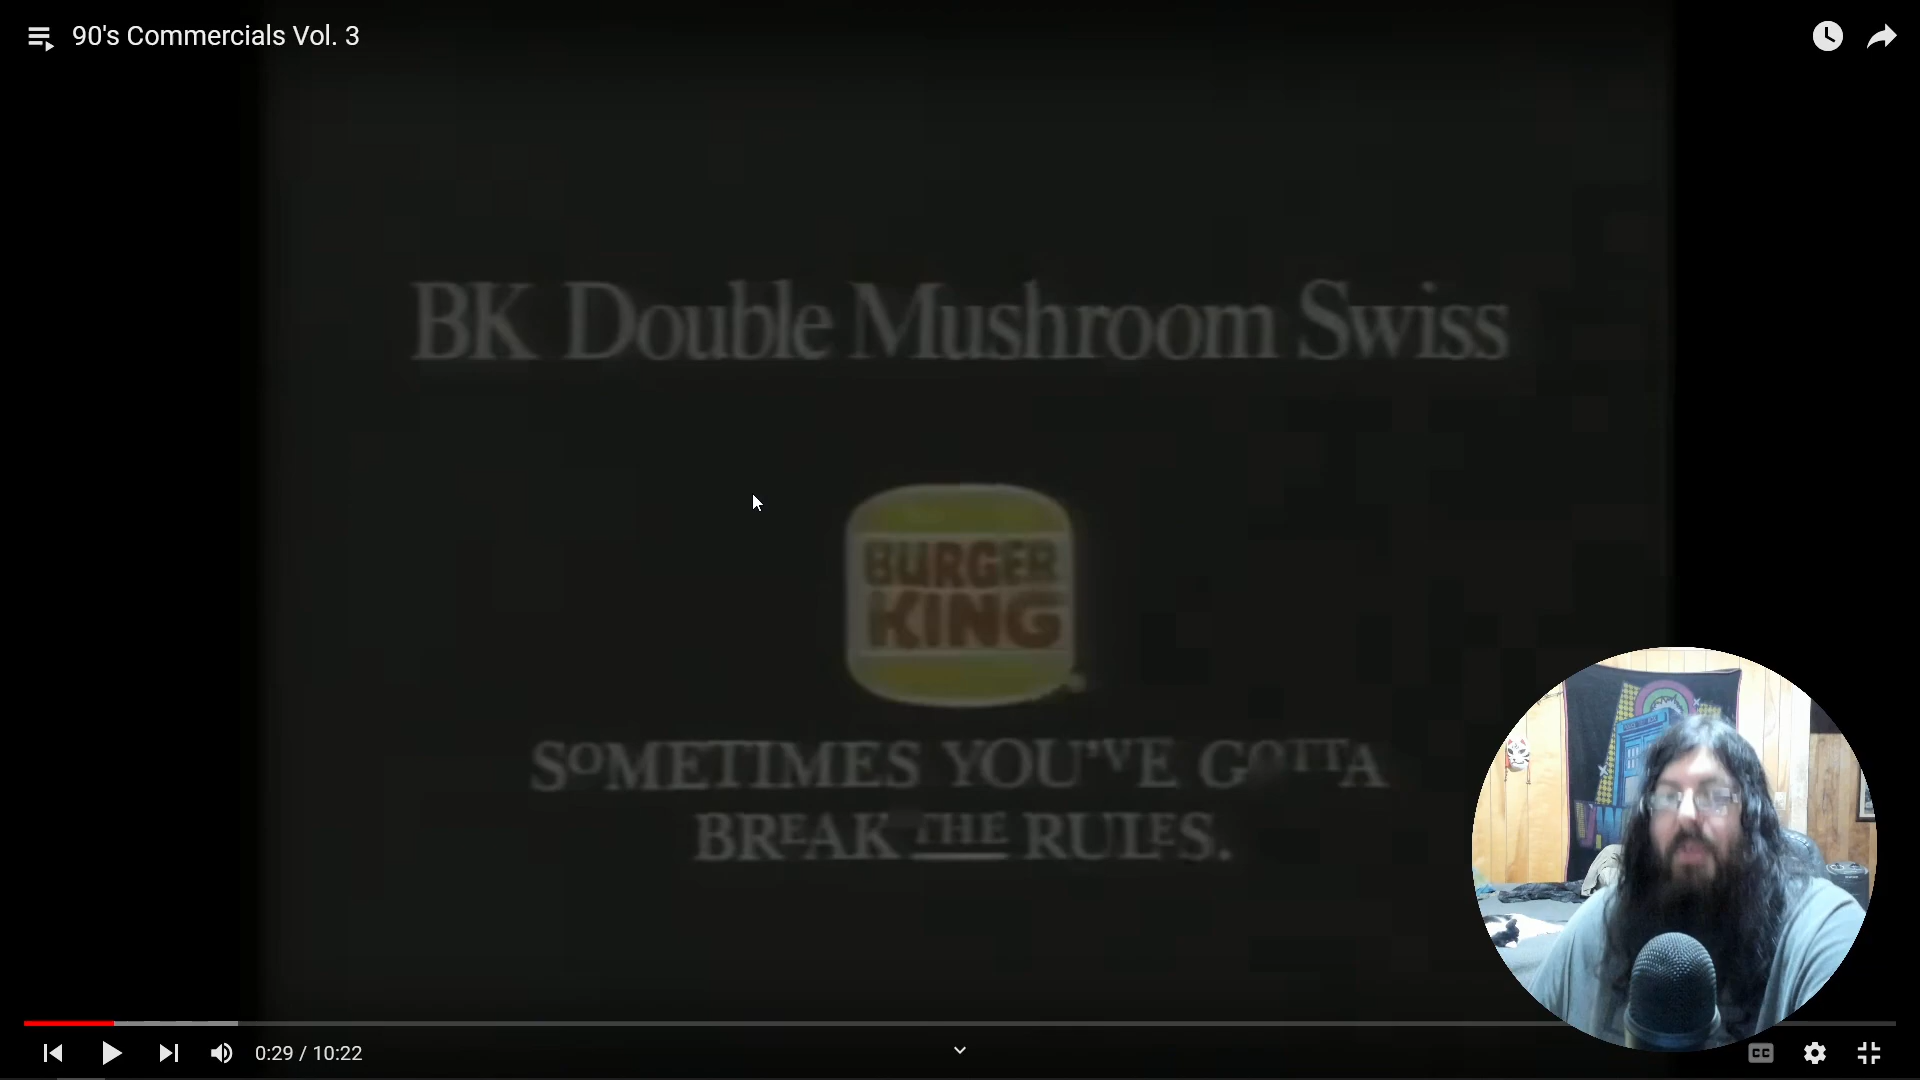 90's Commercials Vol. 3
BK Double Mushroom Swiss
BURGER
KING
SOMETIMES YOU'VE GOTTA
BREAK THE RULES.
0:29 / 10:22
CC